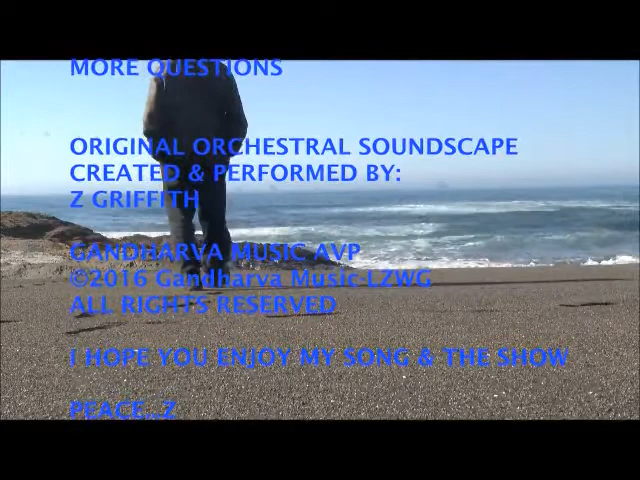 MORE QUESTIONS
ORIGINAL ORCHESTRAL SOUNDSCAPE
CREATED & PERFORMED BY:
Z GRIFFITH
GANDHARVA MUSIC AVP
©2016 Gandharva Music-LZWG
ALL RIGHTS RESERVED
I HOPE YOU ENJOY MY SONG & THE SHOW
PEACE...Z